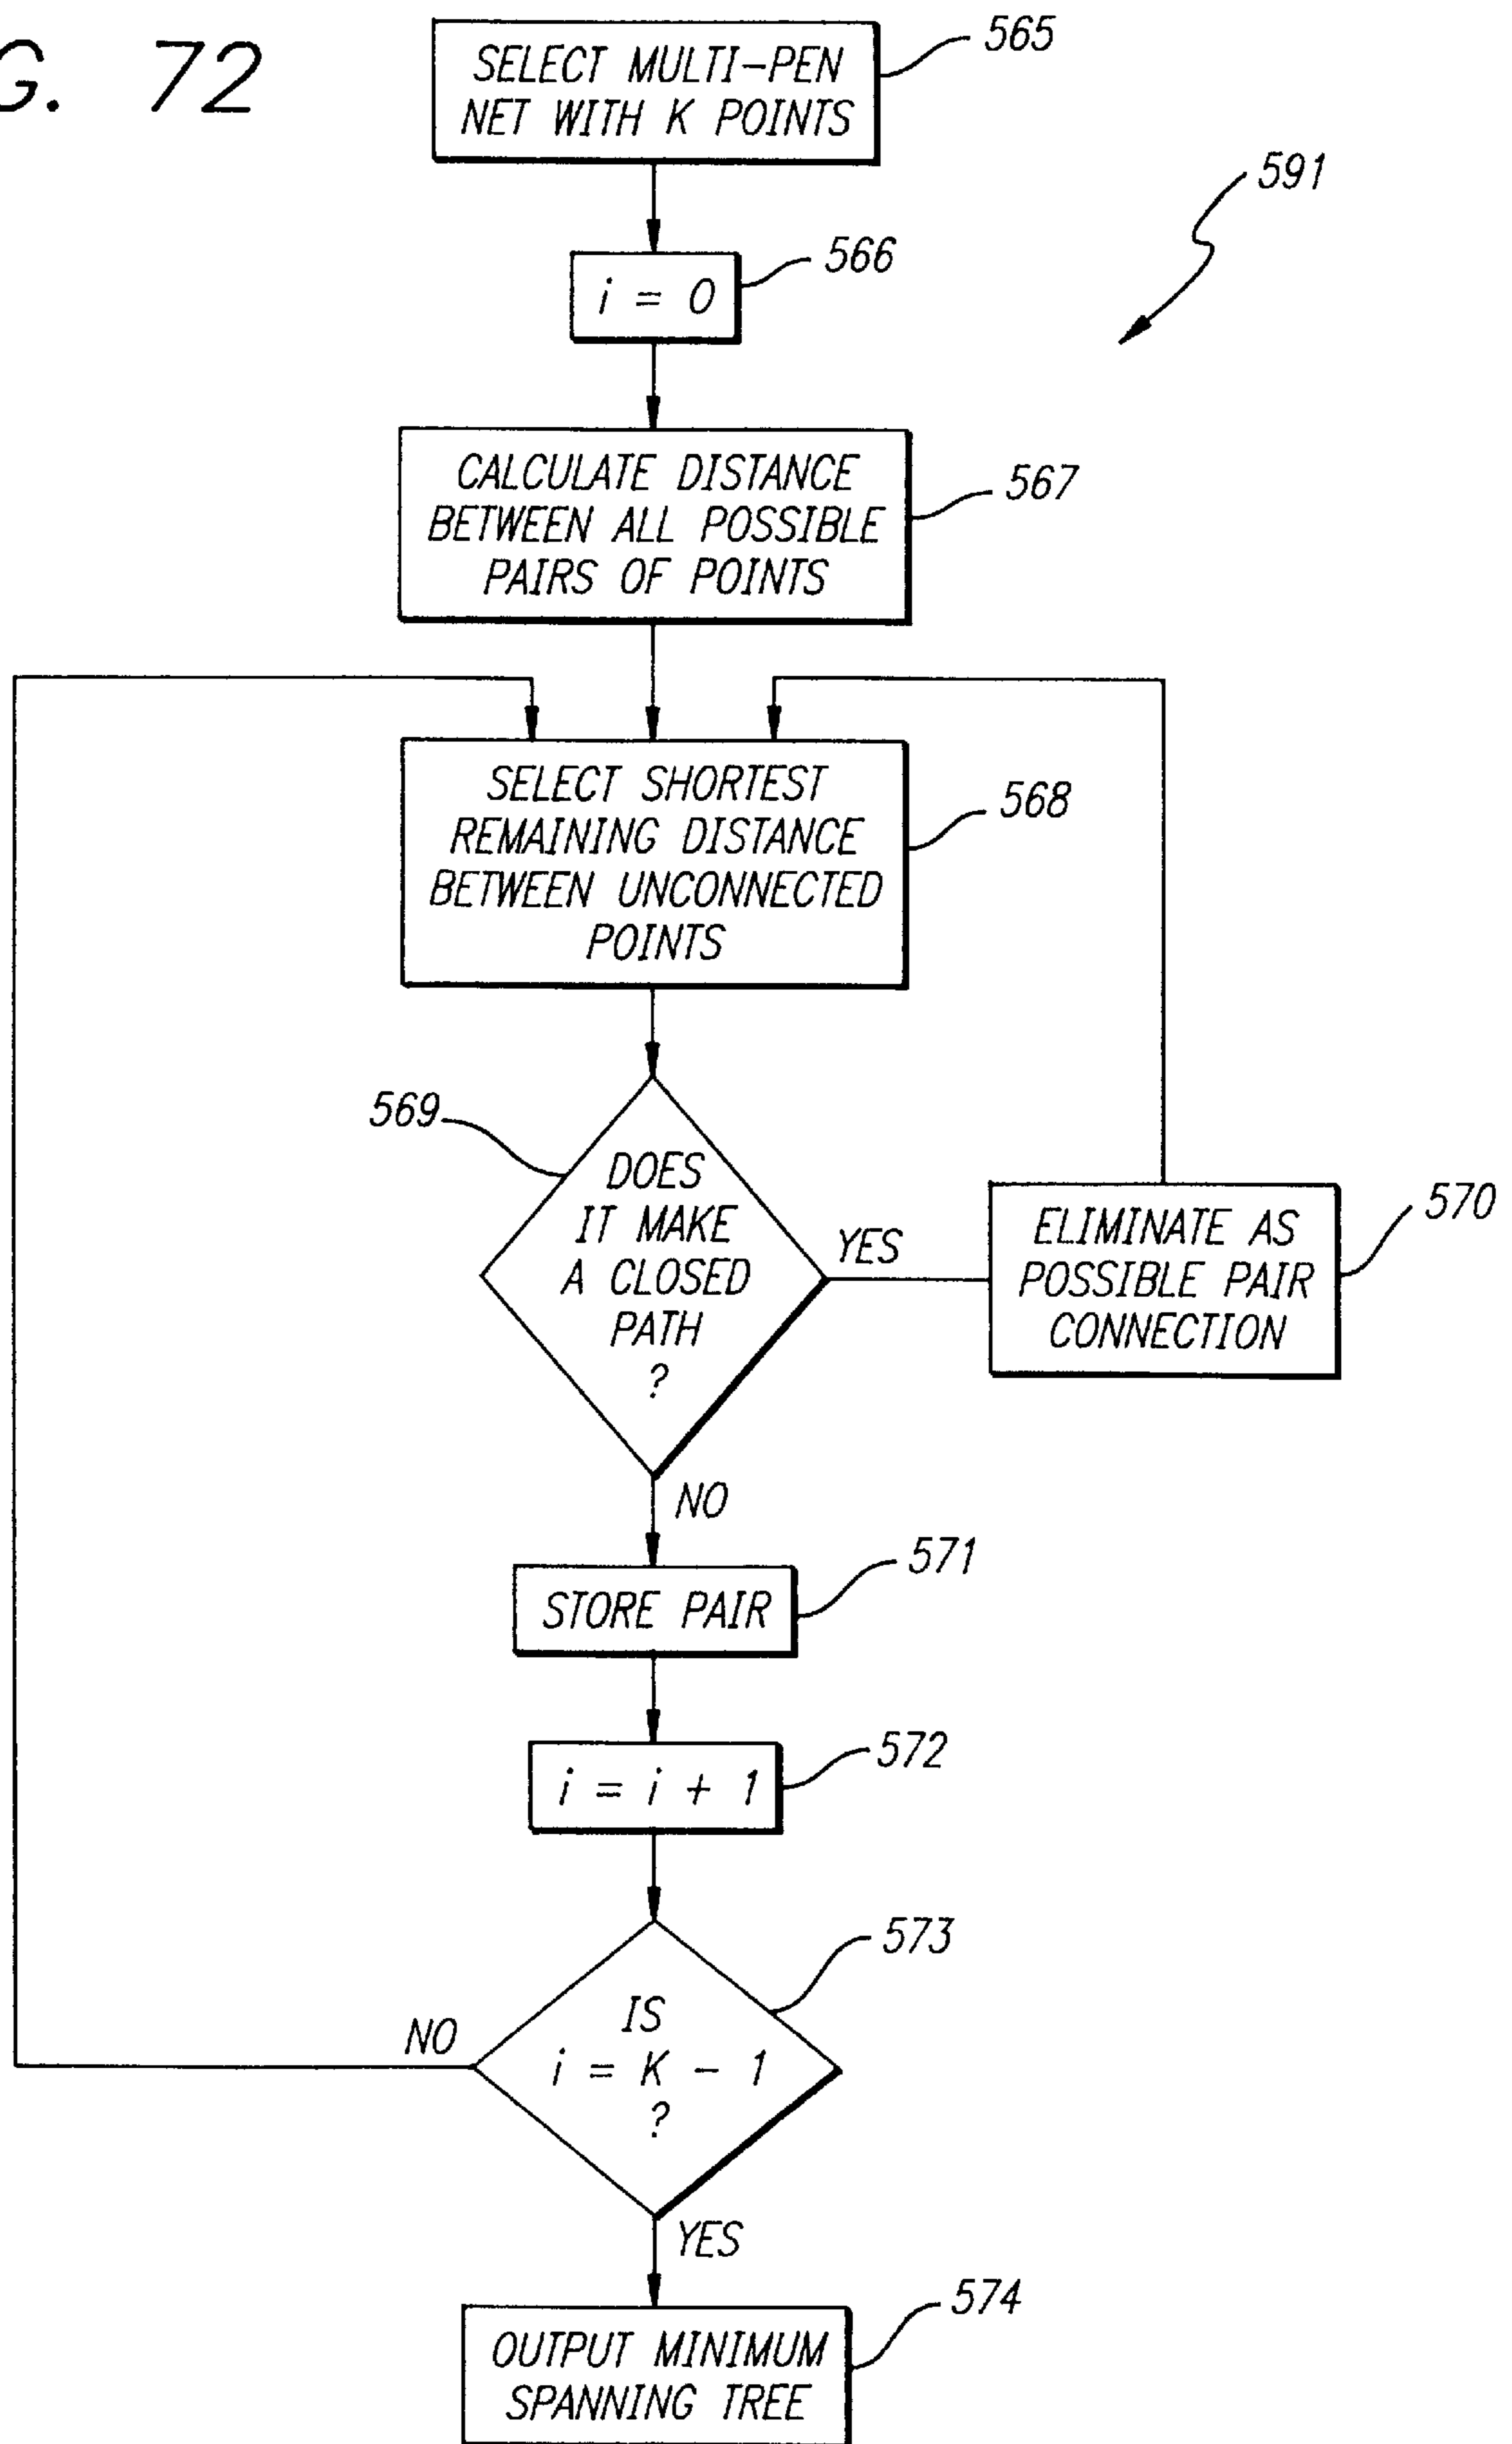 G. 72
SELECT MULTI-PEN
NET WITH K POINTS
565
591
i = 0
566
CALCULATE DISTANCE
BETWEEN ALL POSSIBLE
PAIRS OF POINTS
567
SELECT SHORTEST
REMAINING DISTANCE
BETWEEN UNCONNECTED
POINTS
568
569
DOES
IT MAKE
A CLOSED
PATH
?
YES
ELIMINATE AS
POSSIBLE PAIR
CONNECTION
570
NO
STORE PAIR
571
i = i + 1
572
573
IS
i = K - 1
?
NO
YES
OUTPUT MINIMUM
SPANNING TREE
574